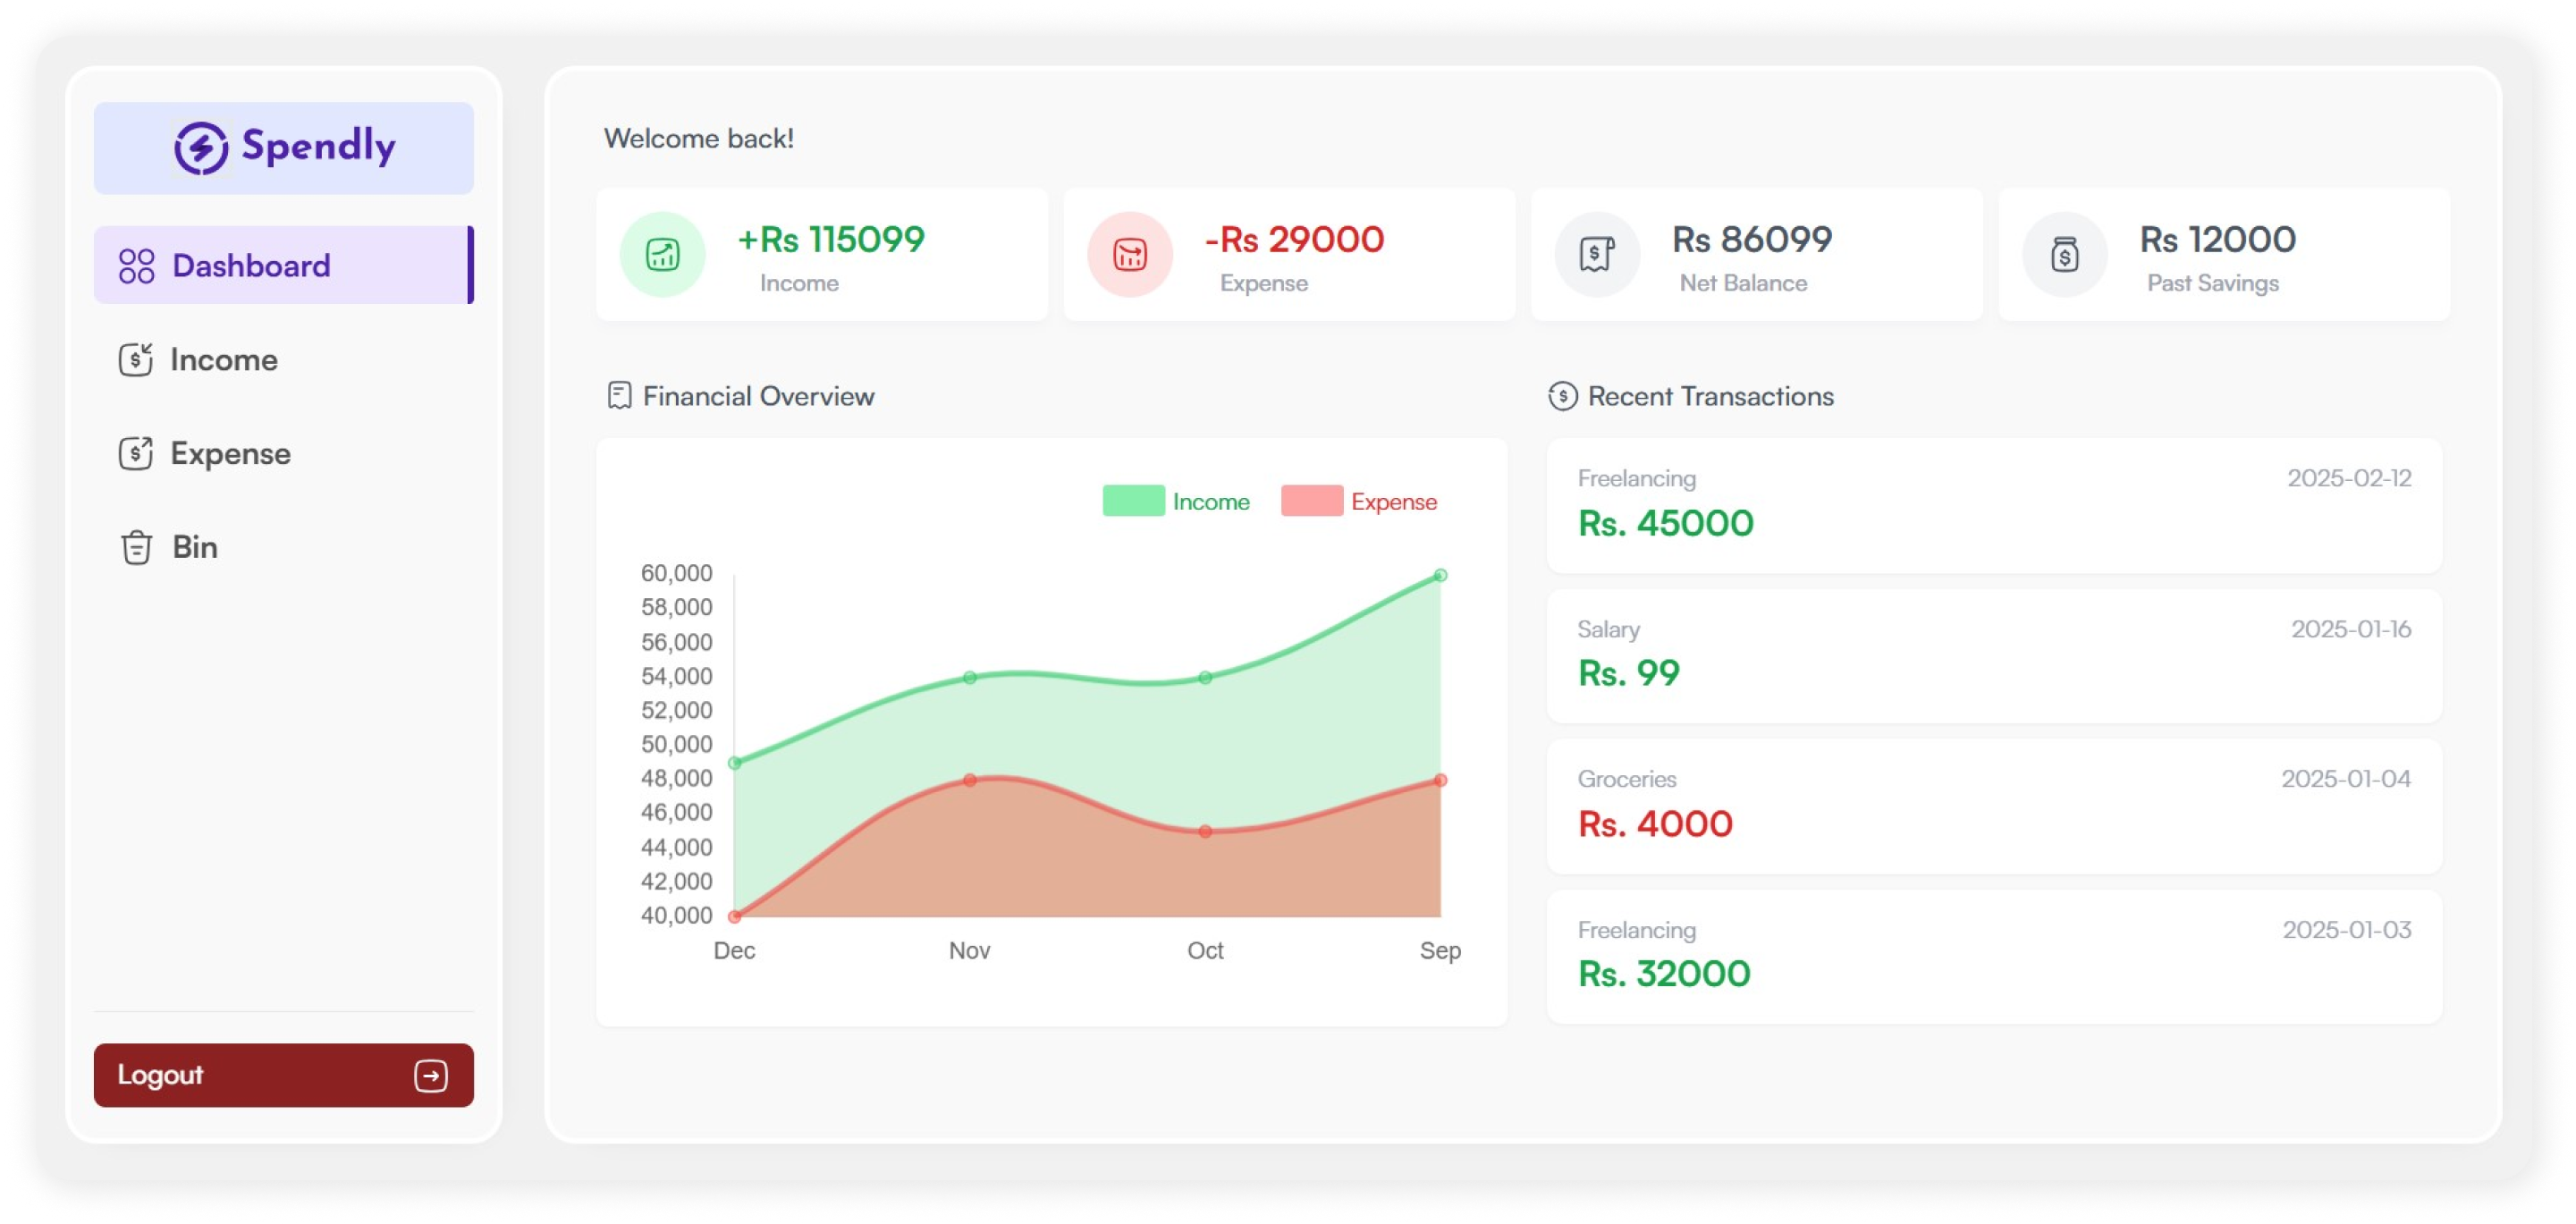 Spendly
Dashboard
Income
Expense
Bin
Logout
Welcome back!
+Rs 115099
Income
-Rs 29000
Expense
Rs 86099
Net Balance
Rs 12000
Past Savings
Financial Overview
Income Expense
60,000
58,000
56,000
54,000
52,000
50,000
48,000
46,000
44,000
42,000
40,000
Dec Nov Oct Sep
Recent Transactions
Freelancing 2025-02-12
Rs. 45000
Salary 2025-01-16
Rs. 99
Groceries 2025-01-04
Rs. 4000
Freelancing 2025-01-03
Rs. 32000